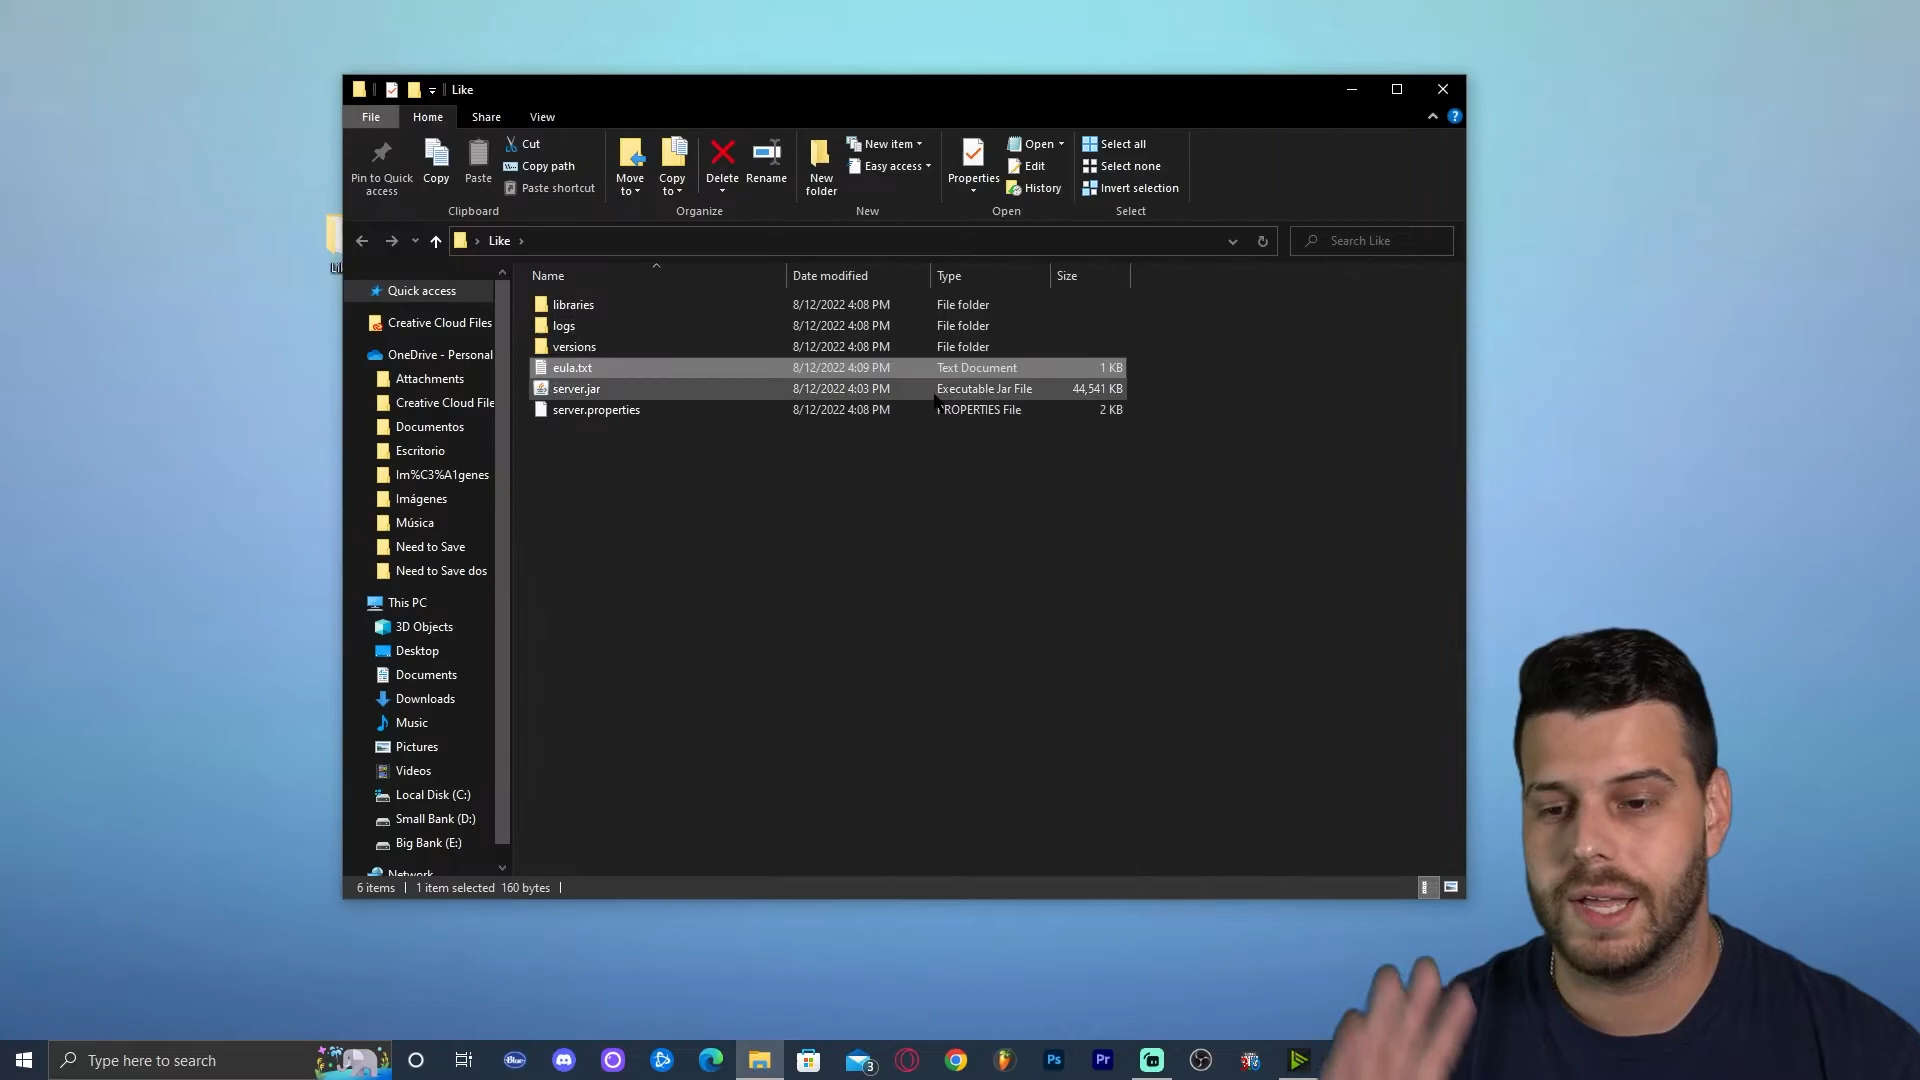 Like
File
Home
Share
View
Pin to Quick access
Copy
Paste
Cut
Copy path
Paste shortcut
Clipboard
Move to
Copy to
Delete
Rename
Organize
New folder
New item
Easy access
New
Properties
Open
Edit
History
Open
Select all
Select none
Invert selection
Select
Like
Search Like
Name
Date modified
Type
Size
libraries 8/12/2022 4:08 PM File folder
logs 8/12/2022 4:08 PM File folder
versions 8/12/2022 4:08 PM File folder
eula.txt 8/12/2022 4:09 PM Text Document 1 KB
server.jar 8/12/2022 4:03 PM Executable Jar File 44,541 KB
server.properties 8/12/2022 4:08 PM PROPERTIES File 2 KB
Quick access
Creative Cloud Files
OneDrive - Personal
Attachments
Creative Cloud File
Documentos
Escritorio
Im%C3%A1genes
Imágenes
Música
Need to Save
Need to Save dos
This PC
3D Objects
Desktop
Documents
Downloads
Music
Pictures
Videos
Local Disk (C:)
Small Bank (D:)
Big Bank (E:)
Network
6 items
1 item selected 160 bytes
Type here to search
Blue
3
Ps
Pr